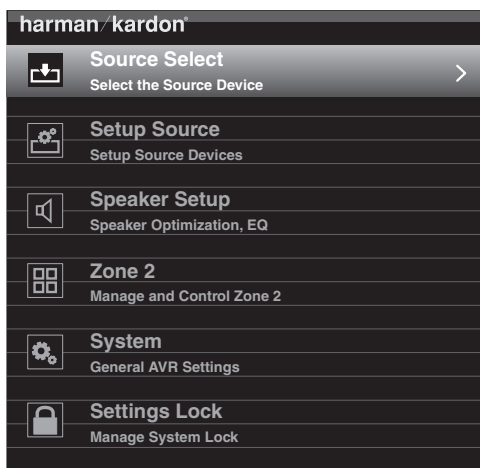 harman/kardon®
Source Select
Select the Source Device
Setup Source
Setup Source Devices
Speaker Setup
Speaker Optimization, EQ
Zone 2
Manage and Control Zone 2
System
General AVR Settings
Settings Lock
Manage System Lock